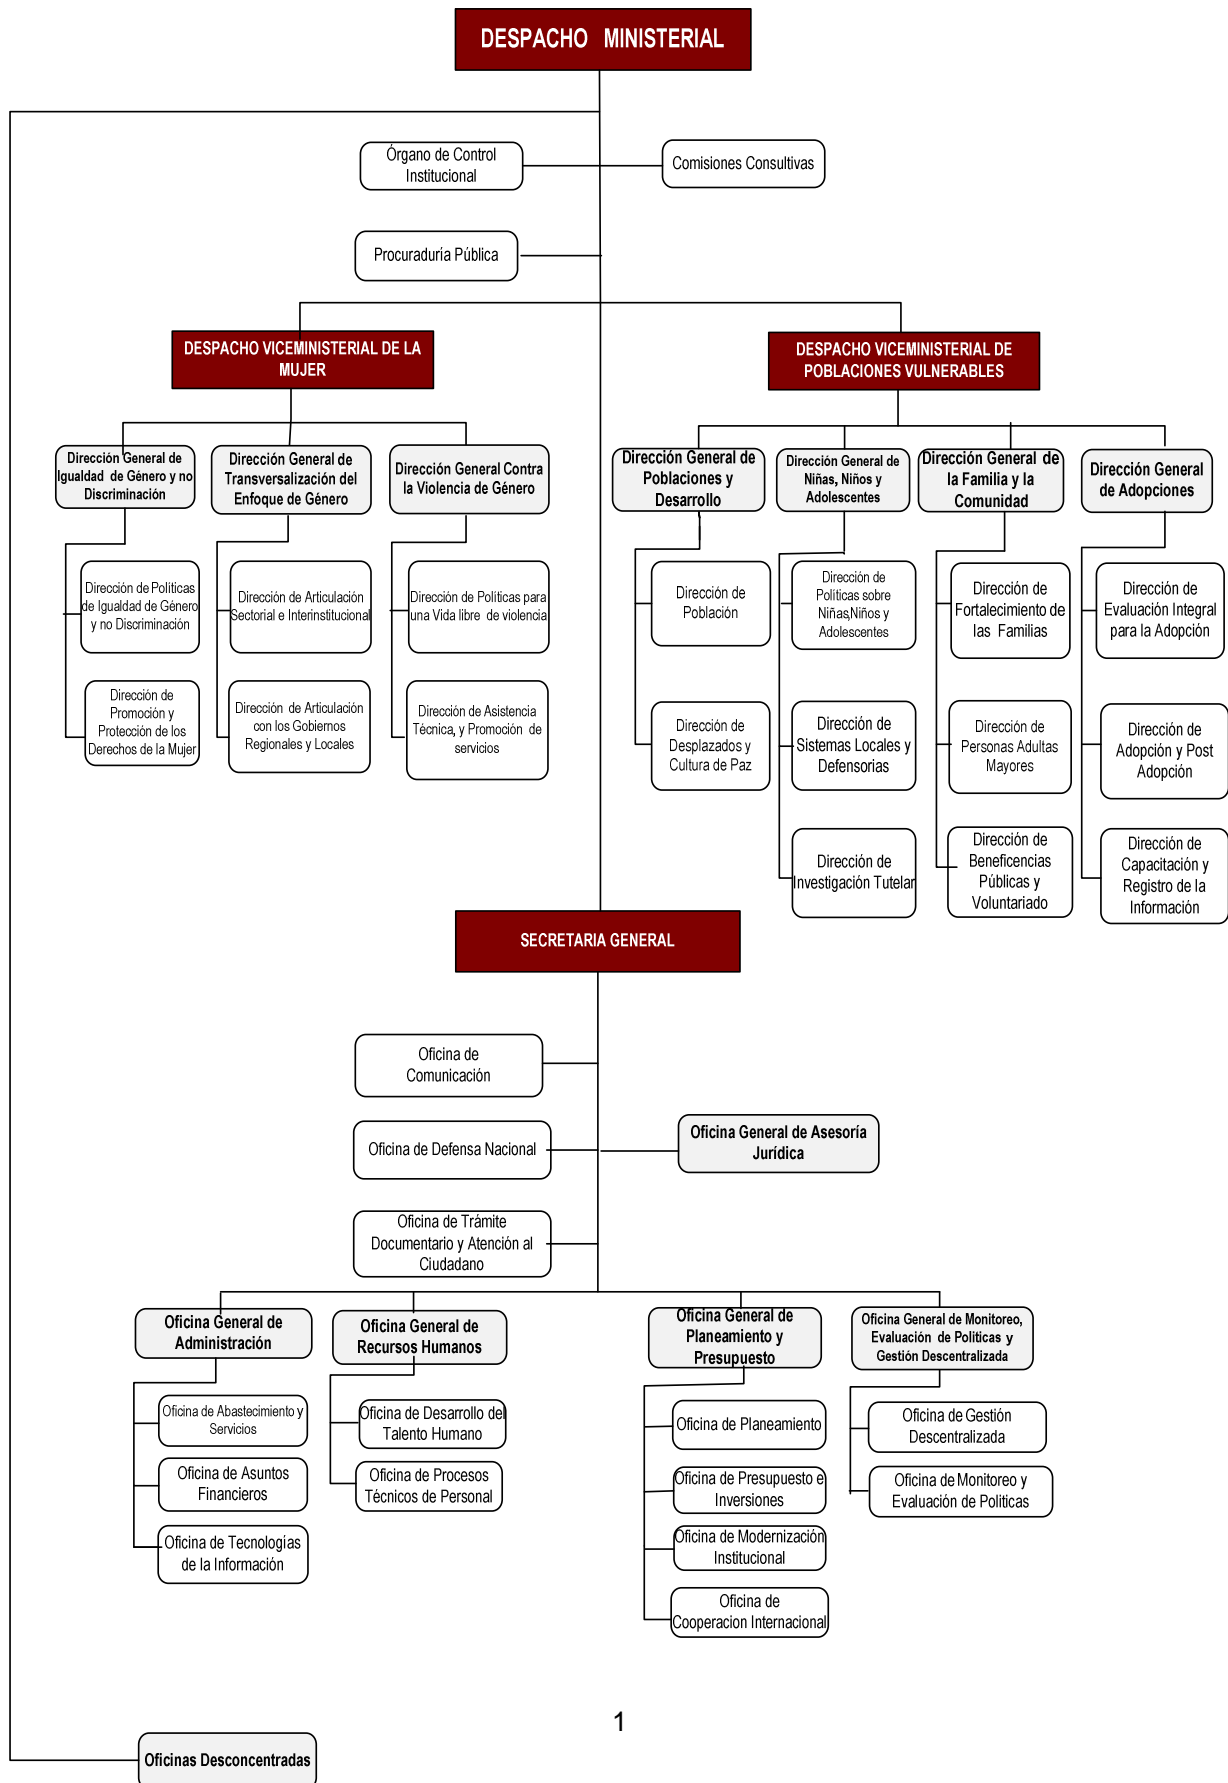 DESPACHO MINISTERIAL
Órgano de Control
Institucional
Comisiones Consultivas
Procuraduría Pública
DESPACHO VICEMINISTERIAL DE LA
MUJER
DESPACHO VICEMINISTERIAL DE
POBLACIONES VULNERABLES
Dirección General de
Igualdad de Género y no
Discriminación
Dirección General de
Transversalización del
Enfoque de Género
Dirección General Contra
la Violencia de Género
Dirección General de
Poblaciones y
Desarrollo
Dirección General de
Niñas, Niños y
Adolescentes
Dirección General de
la Familia y la
Comunidad
Dirección General
de Adopciones
Dirección de Políticas
de Igualdad de Género
y no Discriminación
Dirección de Articulación
Sectorial e Interinstitucional
Dirección de Políticas para
una Vida libre de violencia
Dirección de
Población
Dirección de
Políticas sobre
Niñas,Niños y
Adolescentes
Dirección de
Fortalecimiento de
las Familias
Dirección de
Evaluación Integral
para la Adopción
Dirección de
Promoción y
Protección de los
Derechos de la Mujer
Dirección de Articulación
con los Gobiernos
Regionales y Locales
Dirección de Asistencia
Técnica, y Promoción de
servicios
Dirección de
Desplazados y
Cultura de Paz
Dirección de
Sistemas Locales y
Defensorias
Dirección de
Personas Adultas
Mayores
Dirección de
Adopción y Post
Adopción
Dirección de
Investigación Tutelar
Dirección de
Beneficencias
Públicas y
Voluntariado
Dirección de
Capacitación y
Registro de la
Información
SECRETARIA GENERAL
Oficina de
Comunicación
Oficina de Defensa Nacional
Oficina General de Asesoría
Jurídica
Oficina de Trámite
Documentario y Atención al
Ciudadano
Oficina General de
Administración
Oficina General de
Recursos Humanos
Oficina General de
Planeamiento y
Presupuesto
Oficina General de Monitoreo,
Evaluación de Políticas y
Gestión Descentralizada
Oficina de Abastecimiento y
Servicios
Oficina de Asuntos
Financieros
Oficina de Tecnologías
de la Información
Oficina de Desarrollo del
Talento Humano
Oficina de Procesos
Técnicos de Personal
Oficina de Planeamiento
Oficina de Presupuesto e
Inversiones
Oficina de Modernización
Institucional
Oficina de
Cooperacion Internacional
Oficina de Gestión
Descentralizada
Oficina de Monitoreo y
Evaluación de Politicas
1
Oficinas Desconcentradas